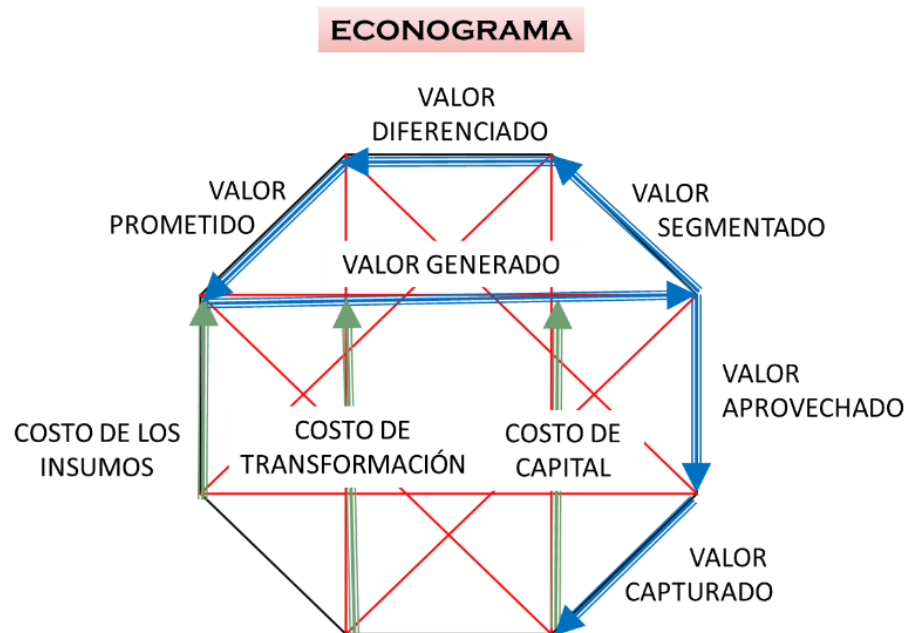 ECONOGRAMA
VALOR
DIFERENCIADO
VALOR
PROMETIDO
VALOR
SEGMENTADO
VALOR GENERADO
VALOR
APROVECHADO
COSTO DE LOS
INSUMOS
COSTO DE
TRANSFORMACIÓN
COSTO DE
CAPITAL
VALOR
CAPTURADO